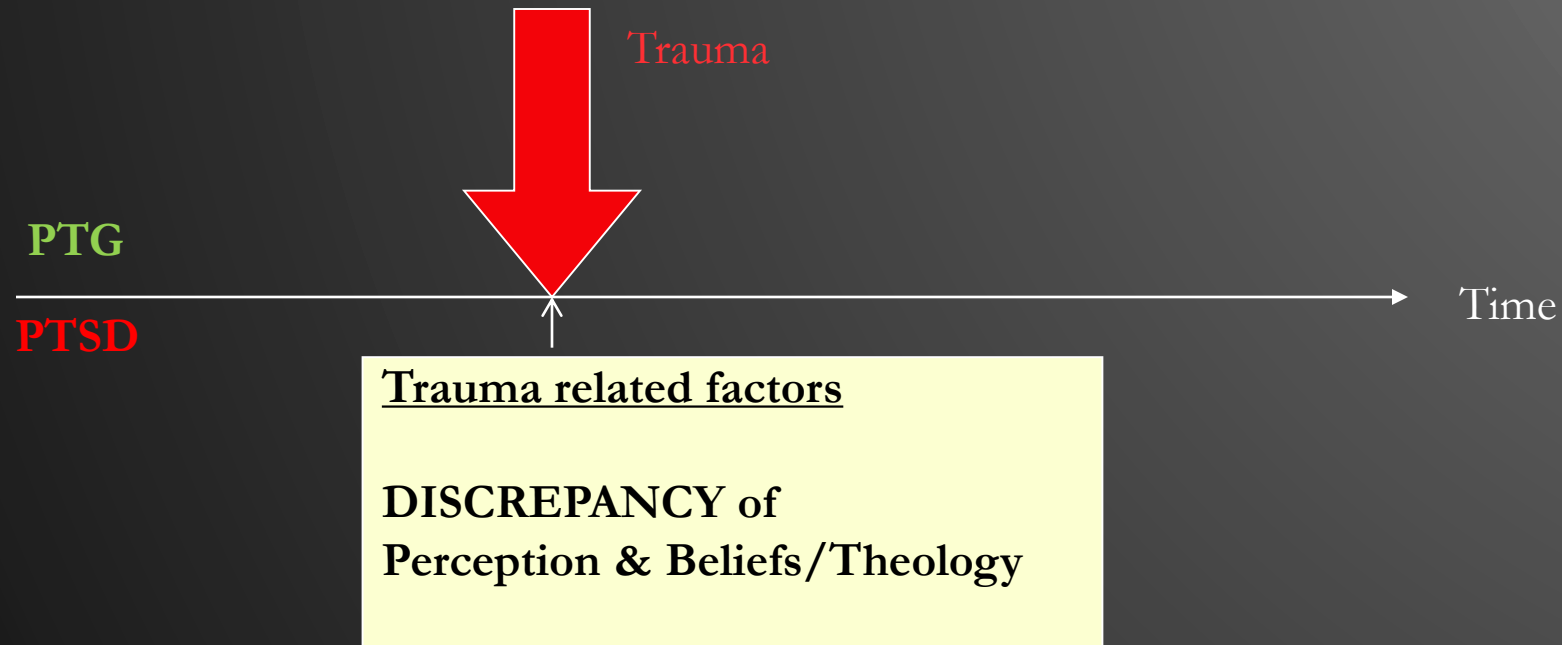 Trauma
PTG
Time
PTSD
Trauma related factors
DISCREPANCY of
Perception & Beliefs/Theology